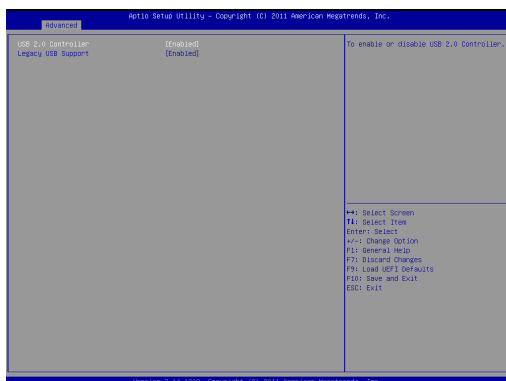 Aptio Setup Utility – Copyright (C) 2011 American Megatrends, Inc.
Advanced
USB 2.0 Controller [Enabled]
Legacy USB Support [Enabled]
To enable or disable USB 2.0 Controller.
↔: Select Screen
↑↓: Select Item
Enter: Select
+/-: Change Option
F1: General Help
F7: Discard Changes
F9: Load UEFI Defaults
F10: Save and Exit
ESC: Exit
Copyright (C) 2011 American Megatrends, Inc.